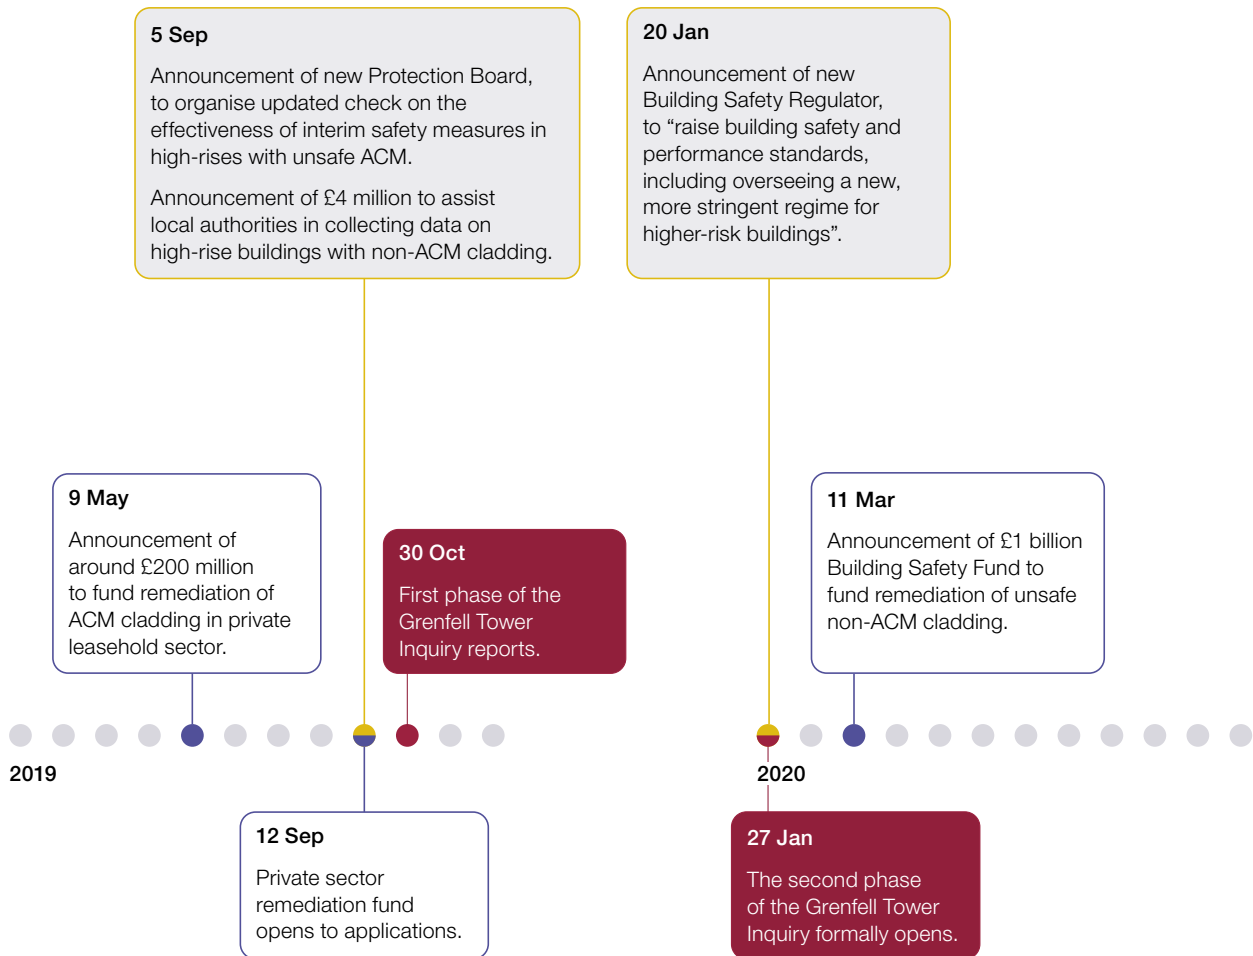 5 Sep
Announcement of new Protection Board,
to organise updated check on the
effectiveness of interim safety measures in
high-rises with unsafe ACM.
Announcement of £4 million to assist
local authorities in collecting data on
high-rise buildings with non-ACM cladding.
20 Jan
Announcement of new
Building Safety Regulator,
to “raise building safety and
performance standards,
including overseeing a new,
more stringent regime for
higher-risk buildings”.
9 May
Announcement of
around £200 million
to fund remediation of
ACM cladding in private
leasehold sector.
30 Oct
First phase of the
Grenfell Tower
Inquiry reports.
11 Mar
Announcement of £1 billion
Building Safety Fund to
fund remediation of unsafe
non-ACM cladding.
2019
2020
12 Sep
Private sector
remediation fund
opens to applications.
27 Jan
The second phase
of the Grenfell Tower
Inquiry formally opens.